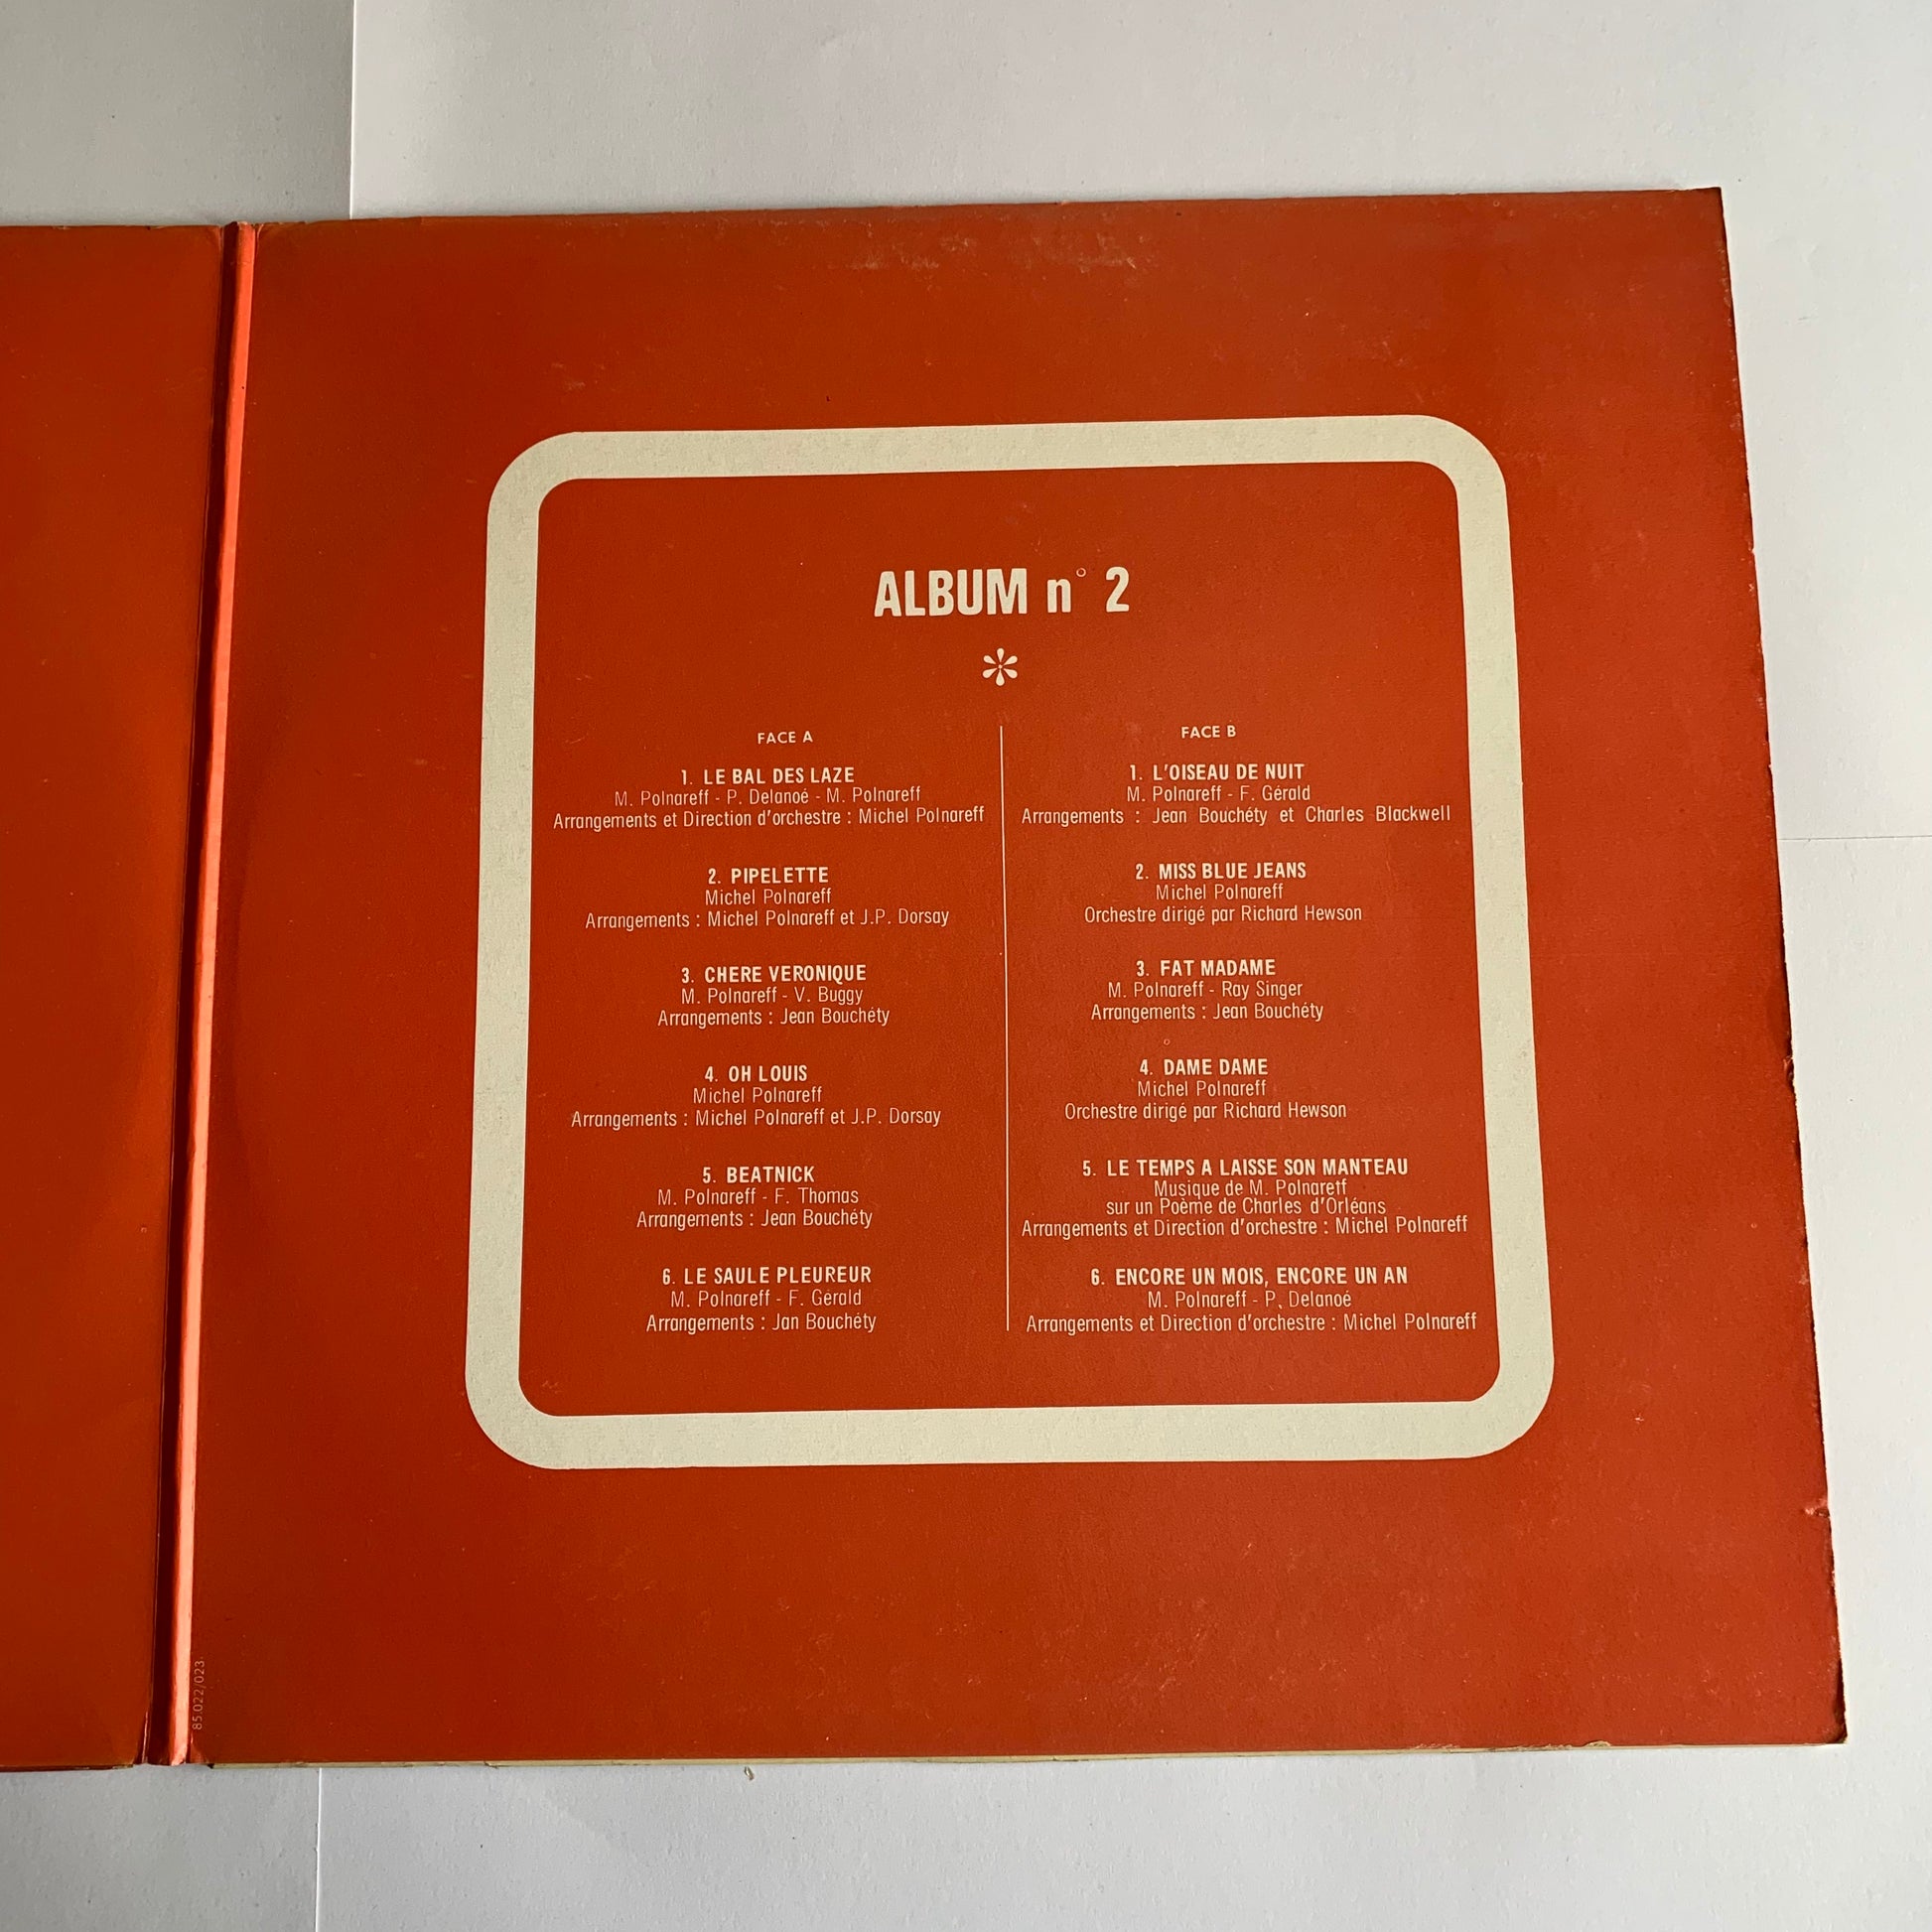 ALBUM n° 2
FACE A
1. LE BAL DES LAZE
M. Polnareff - P. Delanoé - M. Polnareff
Arrangements et Direction d'orchestre : Michel Polnareff
2. PIPELETTE
Michel Polnareff
Arrangements : Michel Polnareff et J.P. Dorsay
3. CHERE VERONIQUE
M. Polnareff - V. Buggy
Arrangements : Jean Bouchéty
4. OH LOUIS
Michel Polnareff
Arrangements : Michel Polnareff et J.P. Dorsay
5. BEATNICK
M. Polnareff - F. Thomas
Arrangements : Jean Bouchéty
6. LE SAULE PLEUREUR
M. Polnareff - F. Gérald
Arrangements : Jan Bouchéty
FACE B
1. L'OISEAU DE NUIT
M. Polnareff - F. Gérald
Arrangements : Jean Bouchéty et Charles Blackwell
2. MISS BLUE JEANS
Michel Polnareff
Orchestre dirigé par Richard Hewson
3. FAT MADAME
M. Polnareff - Ray Singer
Arrangements : Jean Bouchéty
4. DAME DAME
Michel Polnareff
Orchestre dirigé par Richard Hewson
5. LE TEMPS A LAISSE SON MANTEAU
Musique de M. Polnareff
sur un Poème de Charles d'Orléans
Arrangements et Direction d'orchestre : Michel Polnareff
6. ENCORE UN MOIS, ENCORE UN AN
M. Polnareff - P. Delanoé
Arrangements et Direction d'orchestre : Michel Polnareff
85.022/023